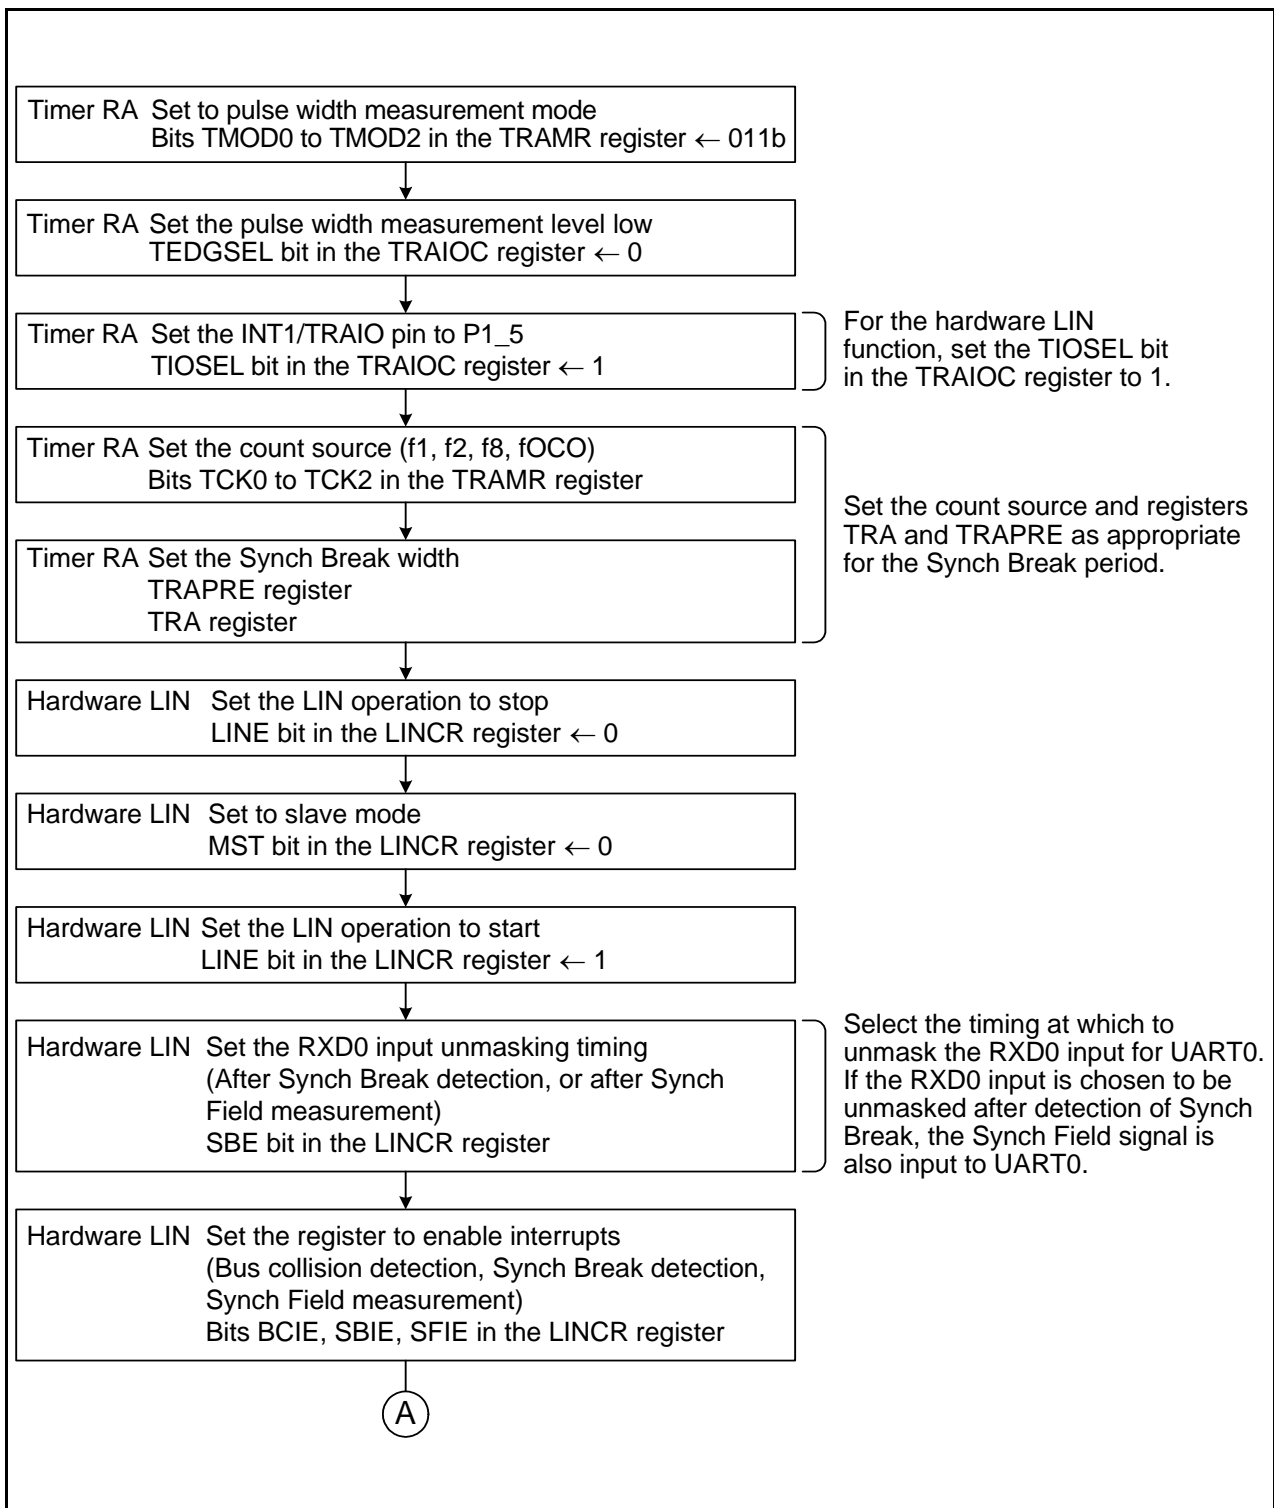 Timer RA Set to pulse width measurement mode
Bits TMOD0 to TMOD2 in the TRAMR register ← 011b
Timer RA Set the pulse width measurement level low
TEDGSEL bit in the TRAIOC register ← 0
Timer RA Set the INT1/TRAIO pin to P1_5
TIOSEL bit in the TRAIOC register ← 1
For the hardware LIN
function, set the TIOSEL bit
in the TRAIOC register to 1.
Timer RA Set the count source (f1, f2, f8, fOCO)
Bits TCK0 to TCK2 in the TRAMR register
Timer RA Set the Synch Break width
TRAPRE register
TRA register
Set the count source and registers
TRA and TRAPRE as appropriate
for the Synch Break period.
Hardware LIN Set the LIN operation to stop
LINE bit in the LINCR register ← 0
Hardware LIN Set to slave mode
MST bit in the LINCR register ← 0
Hardware LIN Set the LIN operation to start
LINE bit in the LINCR register ← 1
Hardware LIN Set the RXD0 input unmasking timing
(After Synch Break detection, or after Synch
Field measurement)
SBE bit in the LINCR register
Select the timing at which to
unmask the RXD0 input for UART0.
If the RXD0 input is chosen to be
unmasked after detection of Synch
Break, the Synch Field signal is
also input to UART0.
Hardware LIN Set the register to enable interrupts
(Bus collision detection, Synch Break detection,
Synch Field measurement)
Bits BCIE, SBIE, SFIE in the LINCR register
A